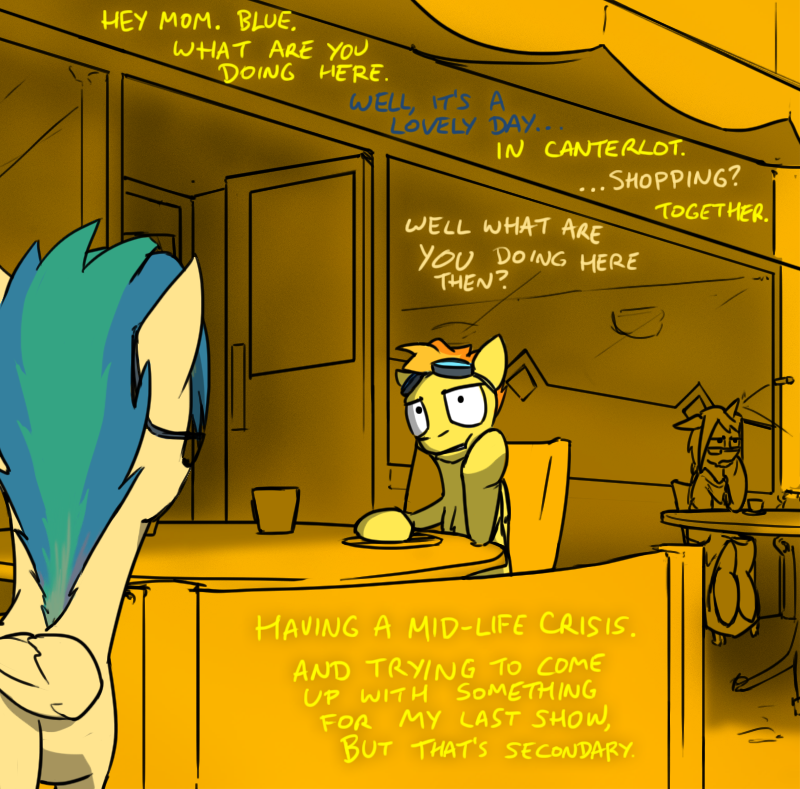 HEY MOM. BLUE.
WHAT ARE YOU
DOING HERE.
WELL, IT'S A
LOVELY DAY...
IN CANTERLOT.
...SHOPPING?
TOGETHER.
WELL WHAT ARE
YOU DOING HERE
THEN?
HAVING A MID-LIFE CRISIS.
AND TRYING TO COME
UP WITH SOMETHING
FOR MY LAST SHOW,
BUT THAT'S SECONDARY.